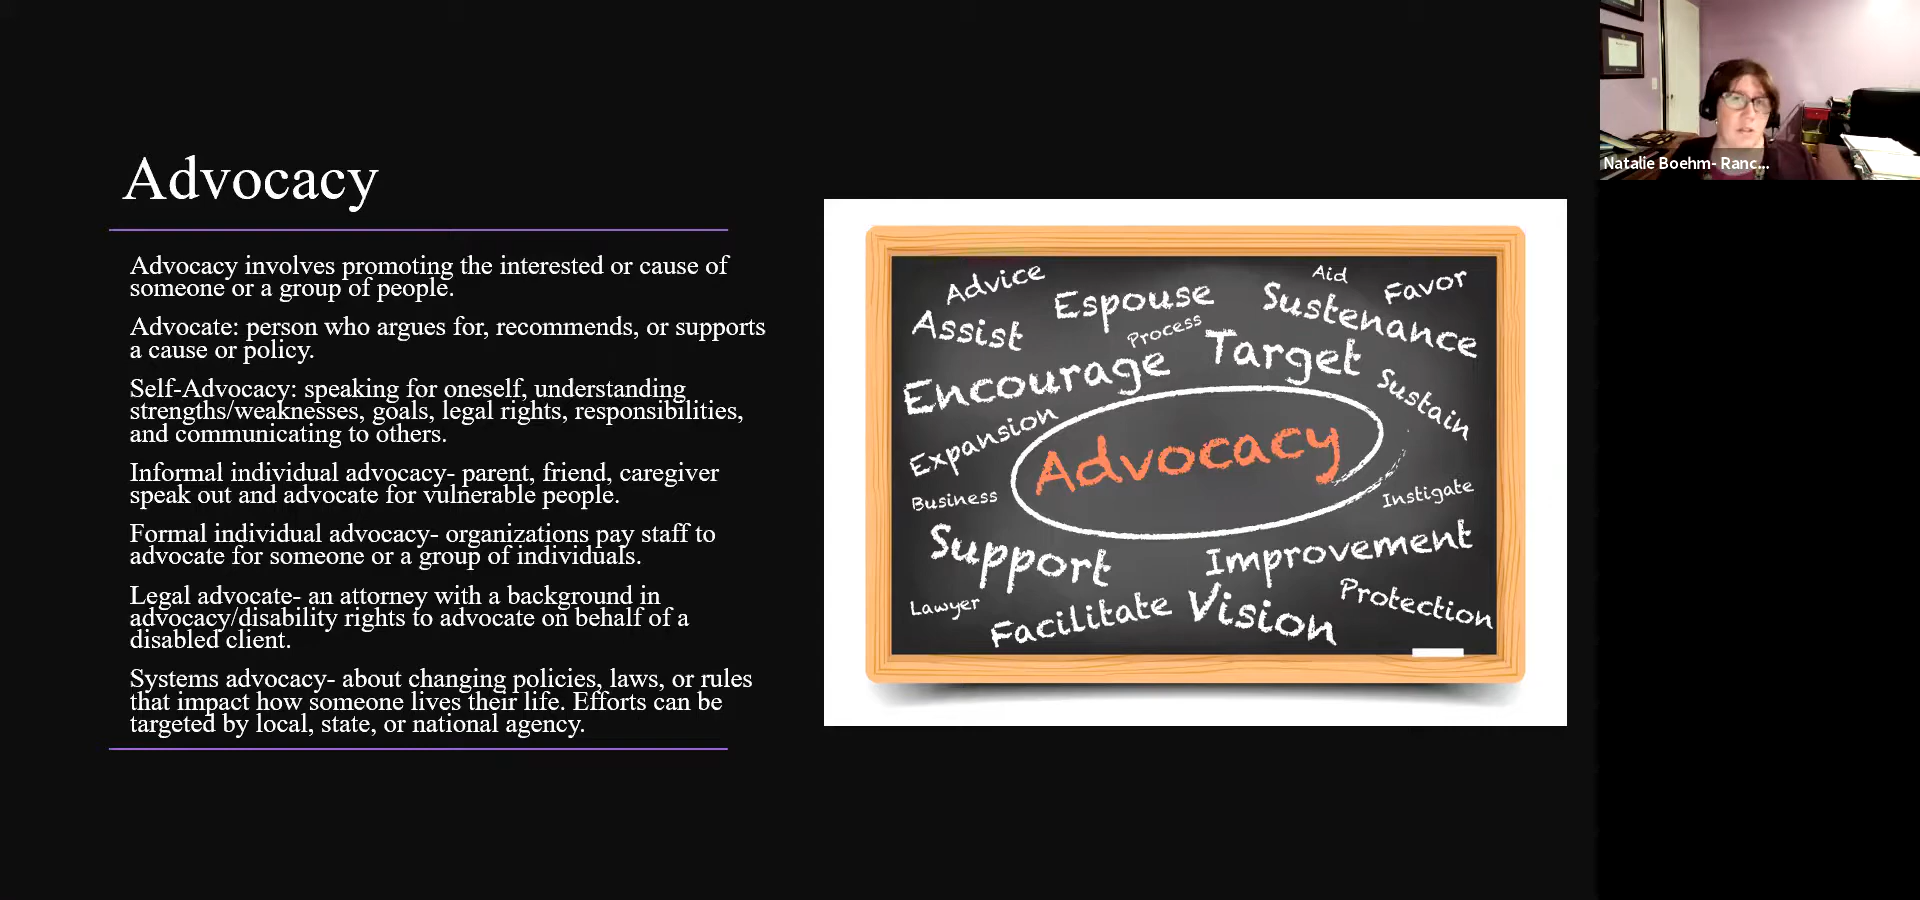 Advocacy
Advocacy involves promoting the interested or cause of
someone or a group of people.
Advocate: person who argues for, recommends, or supports
a cause or policy.
Self-Advocacy: speaking for oneself, understanding
strengths/weaknesses, goals, legal rights, responsibilities,
and communicating to others.
Informal individual advocacy- parent, friend, caregiver
speak out and advocate for vulnerable people.
Formal individual advocacy- organizations pay staff to
advocate for someone or a group of individuals.
Legal advocate- an attorney with a background in
advocacy/disability rights to advocate on behalf of a
disabled client.
Systems advocacy- about changing policies, laws, or rules
that impact how someone lives their life. Efforts can be
targeted by local, state, or national agency.
Advice
Espouse
Aid
Favor
Assist
Process
Sustenance
Encourage
Target
Sustain
Expansion
Advocacy
Business
Instigate
Support
Improvement
Lawyer
Facilitate
Vision
Protection
Natalie Boehm- Ranc...